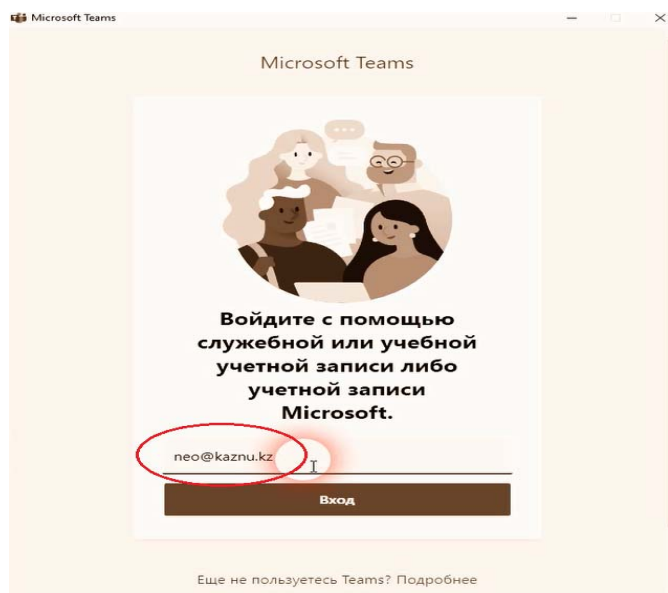 Microsoft Teams
Microsoft Teams
Войдите с помощью
служебной или учебной
учетной записи либо
учетной записи
Microsoft.
neo@kaznu.kz
Вход
Еще не пользуетесь Teams? Подробнее